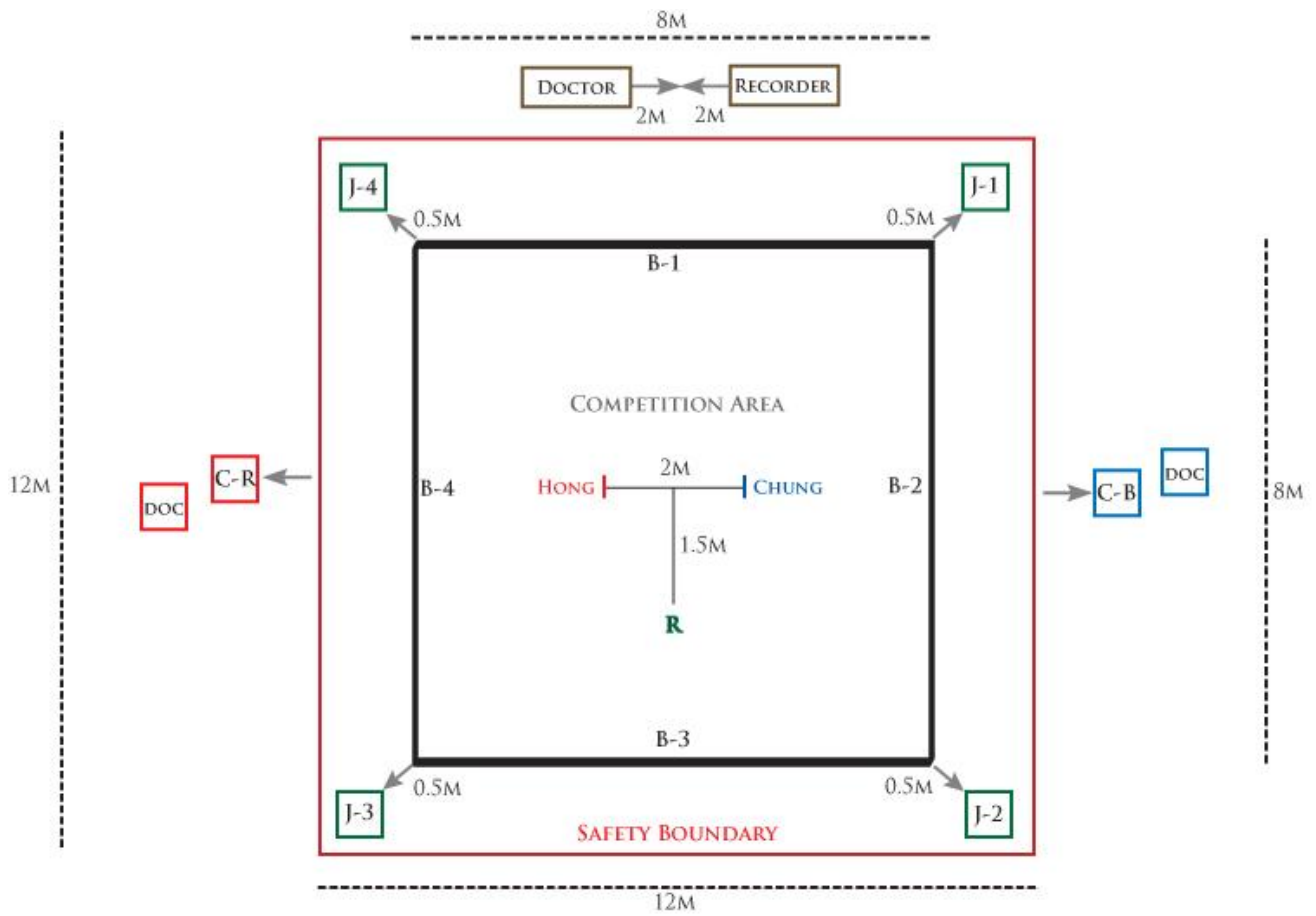 8M
DOCTOR
RECORDER
2M
2M
J-4
J-1
0.5M
0.5M
B-1
COMPETITION AREA
12M
DOC
C-R
B-4
HONG
2M
CHUNG
B-2
C-B
DOC
8M
1.5M
R
B-3
J-3
0.5M
0.5M
J-2
SAFETY BOUNDARY
12M